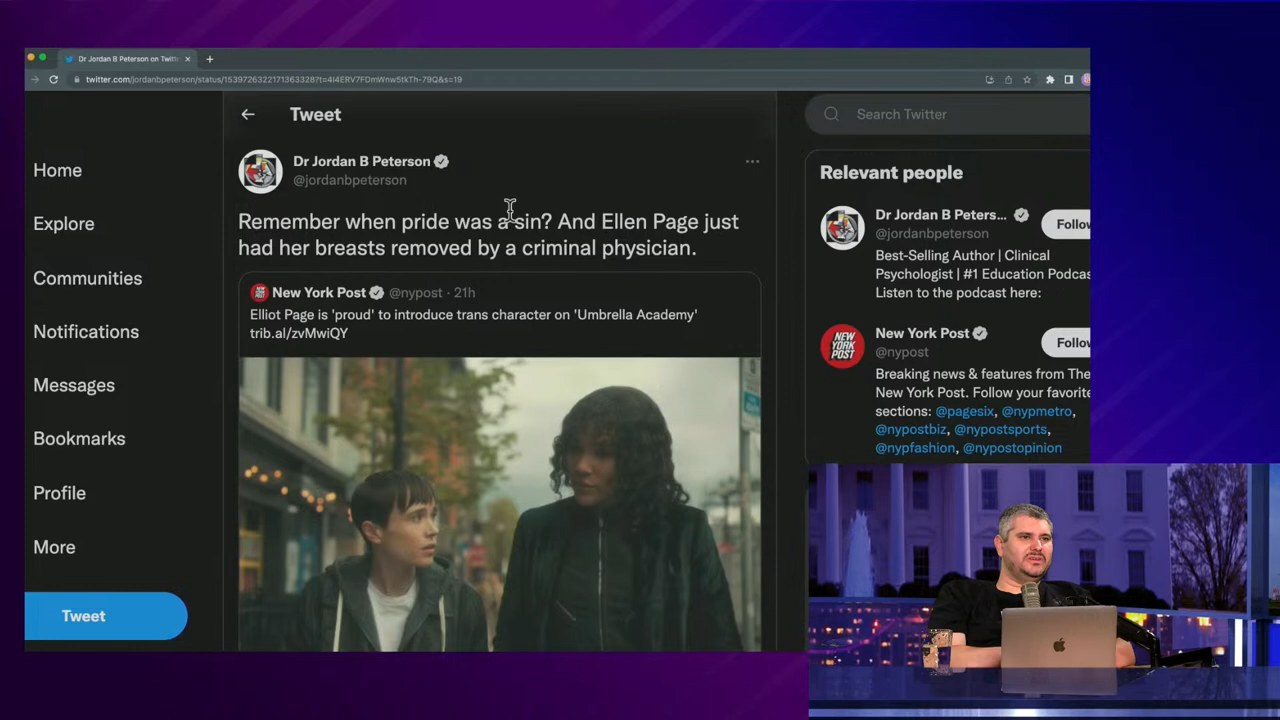 Dr Jordan B Peterson on Twitt
twitter.com/jordanbpeterson/status/1539726322171363328?t=4l4ERV7FDmWnw5tkTh-79Q&s=19
Tweet
Search Twitter
Home
Explore
Communities
Notifications
Messages
Bookmarks
Profile
More
Tweet
Dr Jordan B Peterson
@jordanbpeterson
Remember when pride was a sin? And Ellen Page just
had her breasts removed by a criminal physician.
New York Post @nypost · 21h
Elliot Page is 'proud' to introduce trans character on 'Umbrella Academy'
trib.al/zvMwiQY
Relevant people
Dr Jordan B Peters...
@jordanbpeterson
Follow
Best-Selling Author | Clinical
Psychologist | #1 Education Podcas
Listen to the podcast here:
New York Post
@nypost
Follow
Breaking news & features from The
New York Post. Follow your favorite
sections: @pagesix, @nypmetro,
@nypostbiz, @nypostsports,
@nypfashion, @nypostopinion
NEW YORK POST